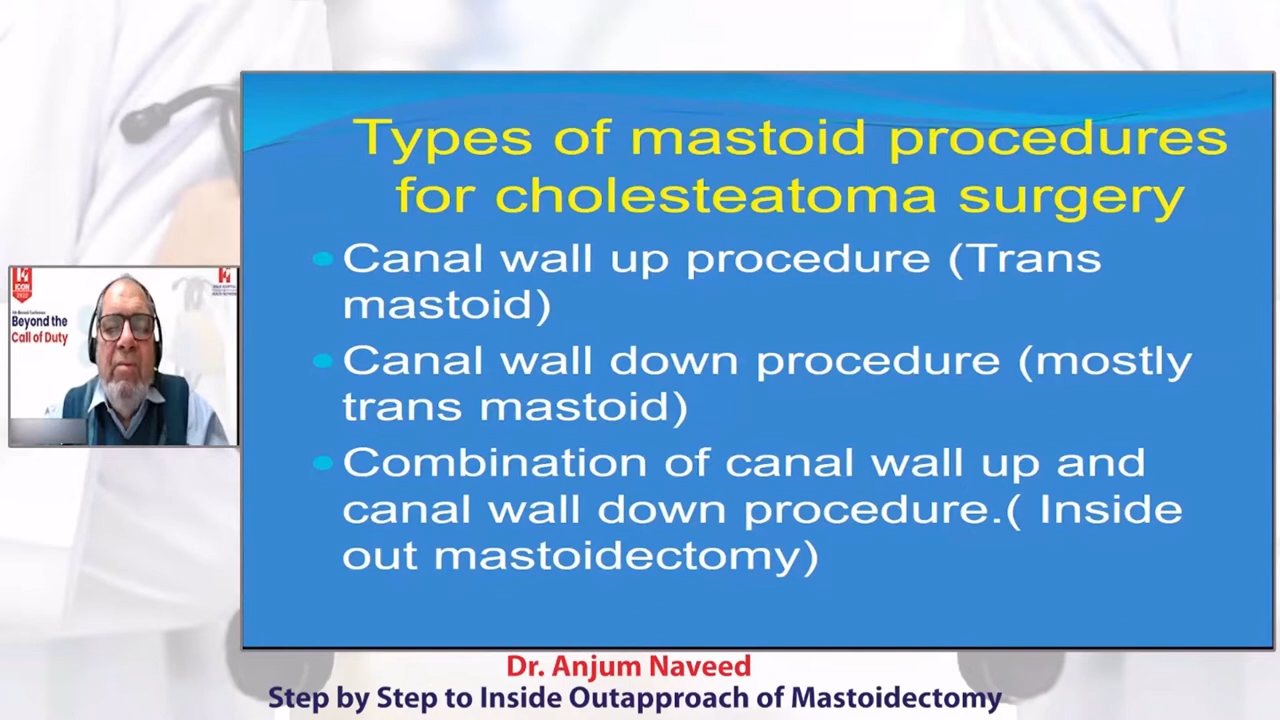 Types of mastoid procedures
for cholesteatoma surgery
Canal wall up procedure (Trans
mastoid)
Canal wall down procedure (mostly
trans mastoid)
Combination of canal wall up and
canal wall down procedure.( Inside
out mastoidectomy)
ICON
Beyond the
Call of Duty
Dr. Anjum Naveed
Step by Step to Inside Outapproach of Mastoidectomy